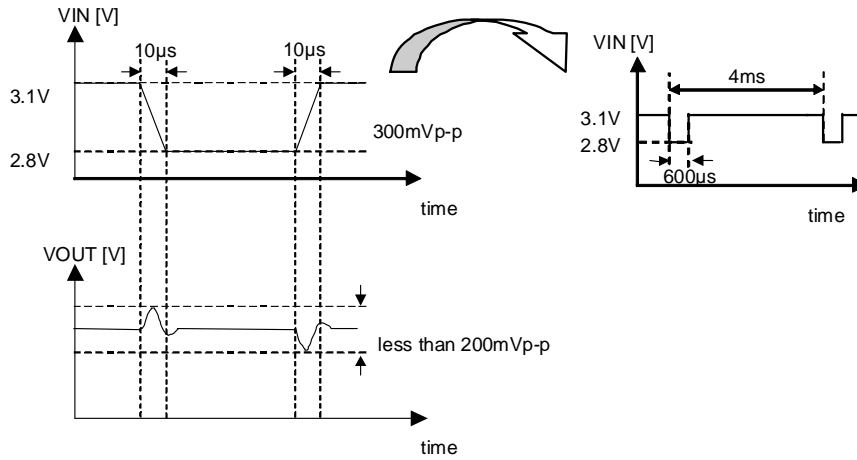 VIN [V]
10µs
10µs
3.1V
2.8V
300mVp-p
time
VIN [V]
4ms
3.1V
2.8V
600µs
time
VOUT [V]
less than 200mVp-p
time